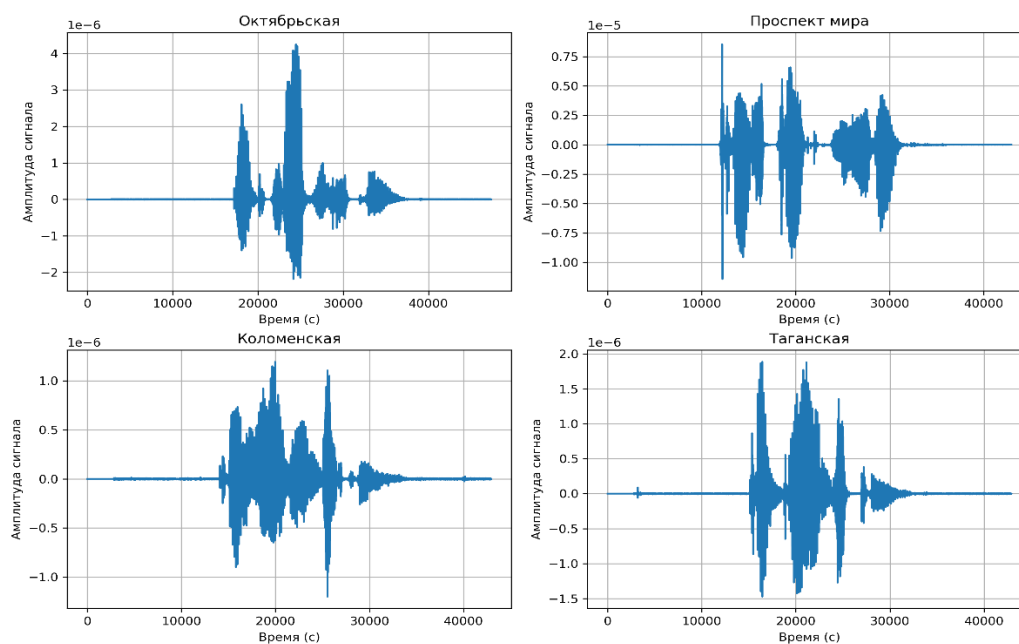 Октябрьская
1e−6
Амплитуда сигнала
4
3
2
1
0
−1
−2
0 10000 20000 30000 40000
Время (с)
Проспект мира
1e−5
Амплитуда сигнала
0.75
0.50
0.25
0.00
−0.25
−0.50
−0.75
−1.00
0 10000 20000 30000 40000
Время (с)
Коломенская
1e−6
Амплитуда сигнала
1.0
0.5
0.0
−0.5
−1.0
0 10000 20000 30000 40000
Время (с)
Таганская
1e−6
Амплитуда сигнала
2.0
1.5
1.0
0.5
0.0
−0.5
−1.0
−1.5
0 10000 20000 30000 40000
Время (с)